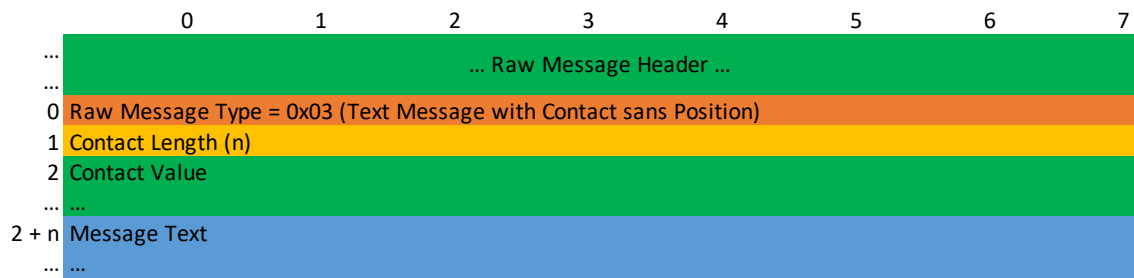 0 1 2 3 4 5 6 7
...
... Raw Message Header ...
...
0 Raw Message Type = 0x03 (Text Message with Contact sans Position)
1 Contact Length (n)
2 Contact Value
... ...
2 + n Message Text
... ...